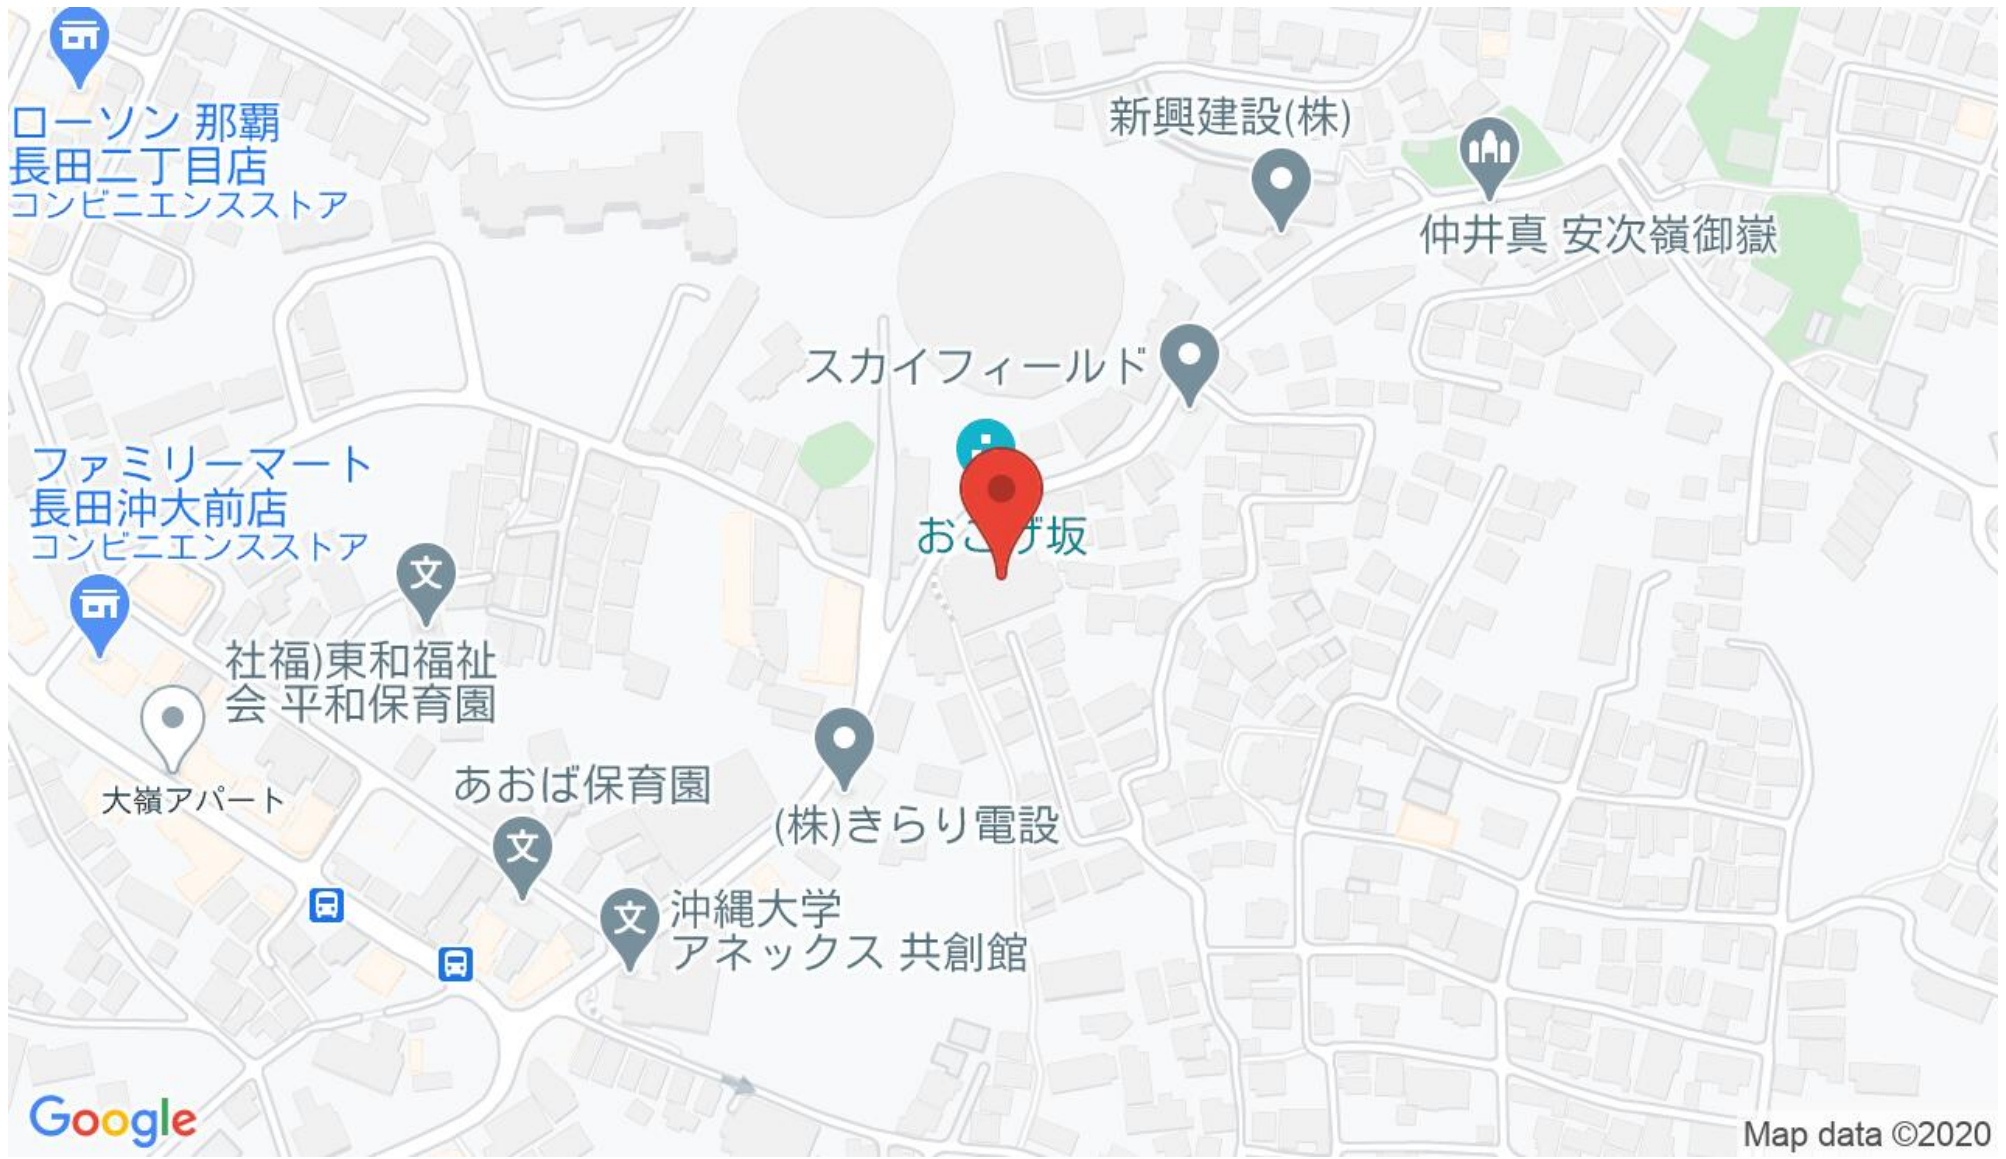 ローソン 那覇
長田二丁目店
コンビニエンスストア
新興建設(株)
仲井真 安次嶺御嶽
スカイフィールド
ファミリーマート
長田沖大前店
コンビニエンスストア
文
社福)東和福祉
会 平和保育園
大嶺アパート
あおば保育園
文
(株)きらり電設
文
沖縄大学
アネックス 共創館
Google
Map data ©2020